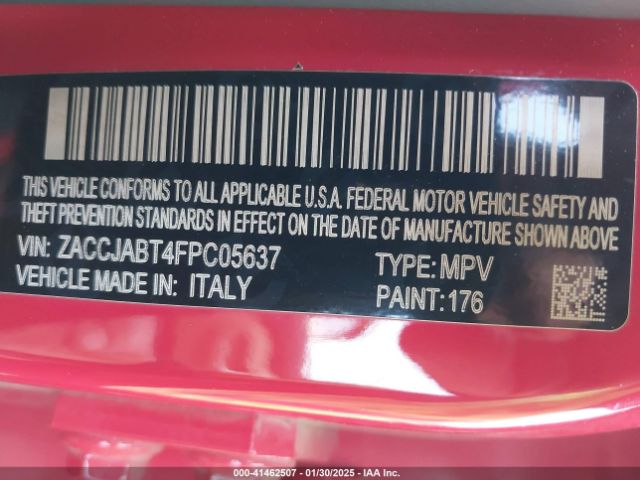 THIS VEHICLE CONFORMS TO ALL APPLICABLE U.S.A. FEDERAL MOTOR VEHICLE SAFETY AND
THEFT PREVENTION STANDARDS IN EFFECT ON THE DATE OF MANUFACTURE SHOWN ABOVE
VIN: ZACCJABT4FPC05637 TYPE: MPV
VEHICLE MADE IN: ITALY PAINT:176
000-41462507 - 01/30/2025 - IAA Inc.